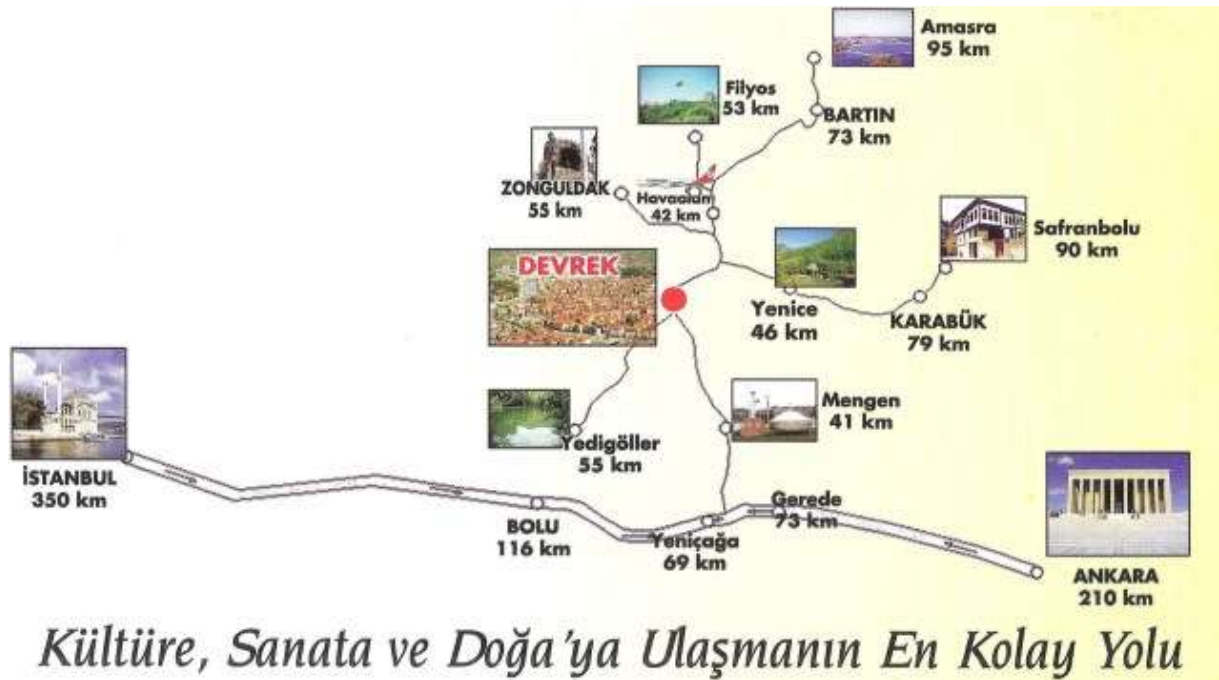 Amasra
95 km
Filyos
53 km
BARTIN
73 km
ZONGULDAK
55 km
Havaalanı
42 km
Safranbolu
90 km
DEVREK
Yenice
46 km
KARABÜK
79 km
Mengen
41 km
Yedigöller
55 km
İSTANBUL
350 km
Gerede
73 km
BOLU
116 km
Yeniçağa
69 km
ANKARA
210 km
Kültüre, Sanata ve Doğa'ya Ulaşmanın En Kolay Yolu